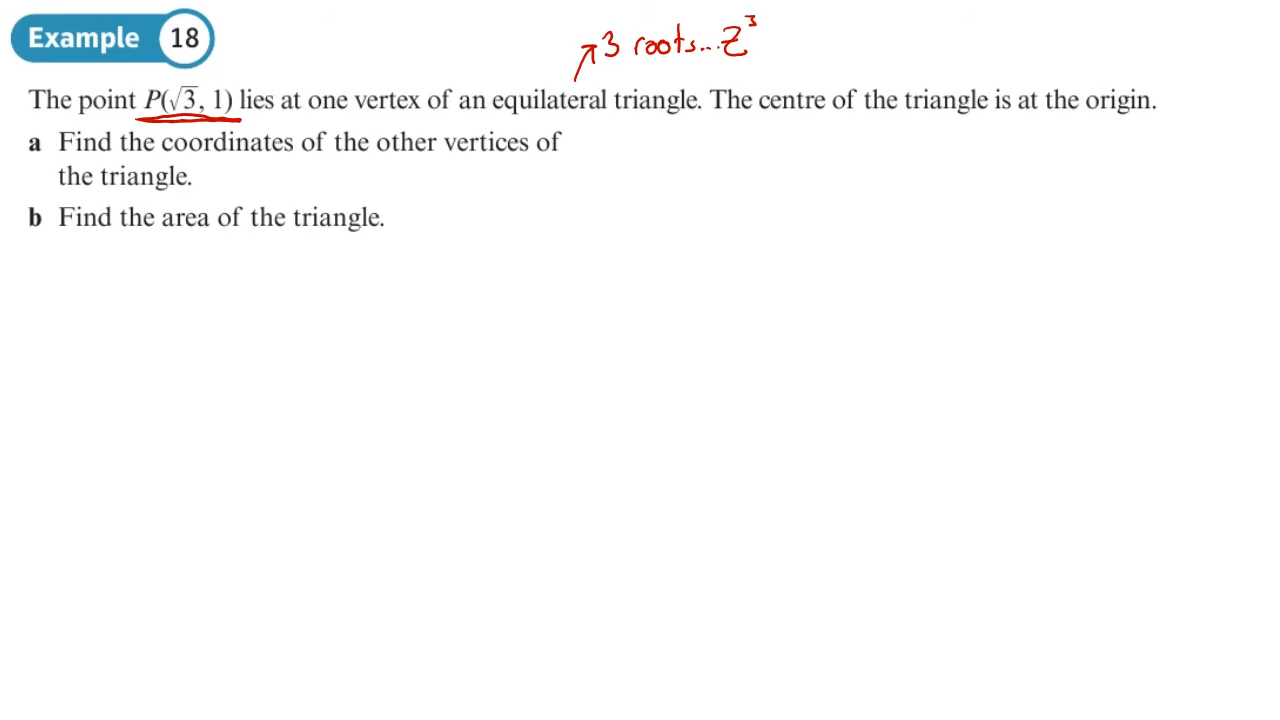 Example 18
3 roots... z³
The point P(√3, 1) lies at one vertex of an equilateral triangle. The centre of the triangle is at the origin.
a Find the coordinates of the other vertices of
the triangle.
b Find the area of the triangle.